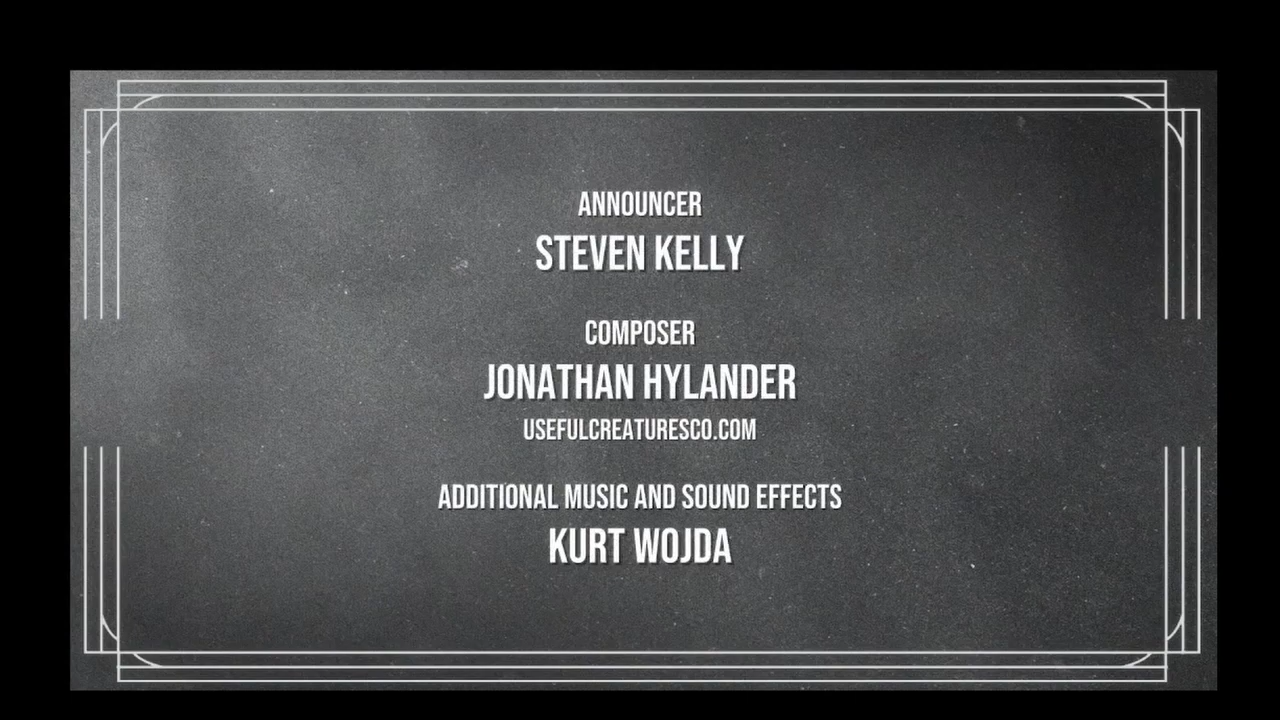 ANNOUNCER
STEVEN KELLY
COMPOSER
JONATHAN HYLANDER
USEFULCREATURESCO.COM
ADDITIONAL MUSIC AND SOUND EFFECTS
KURT WOJDA